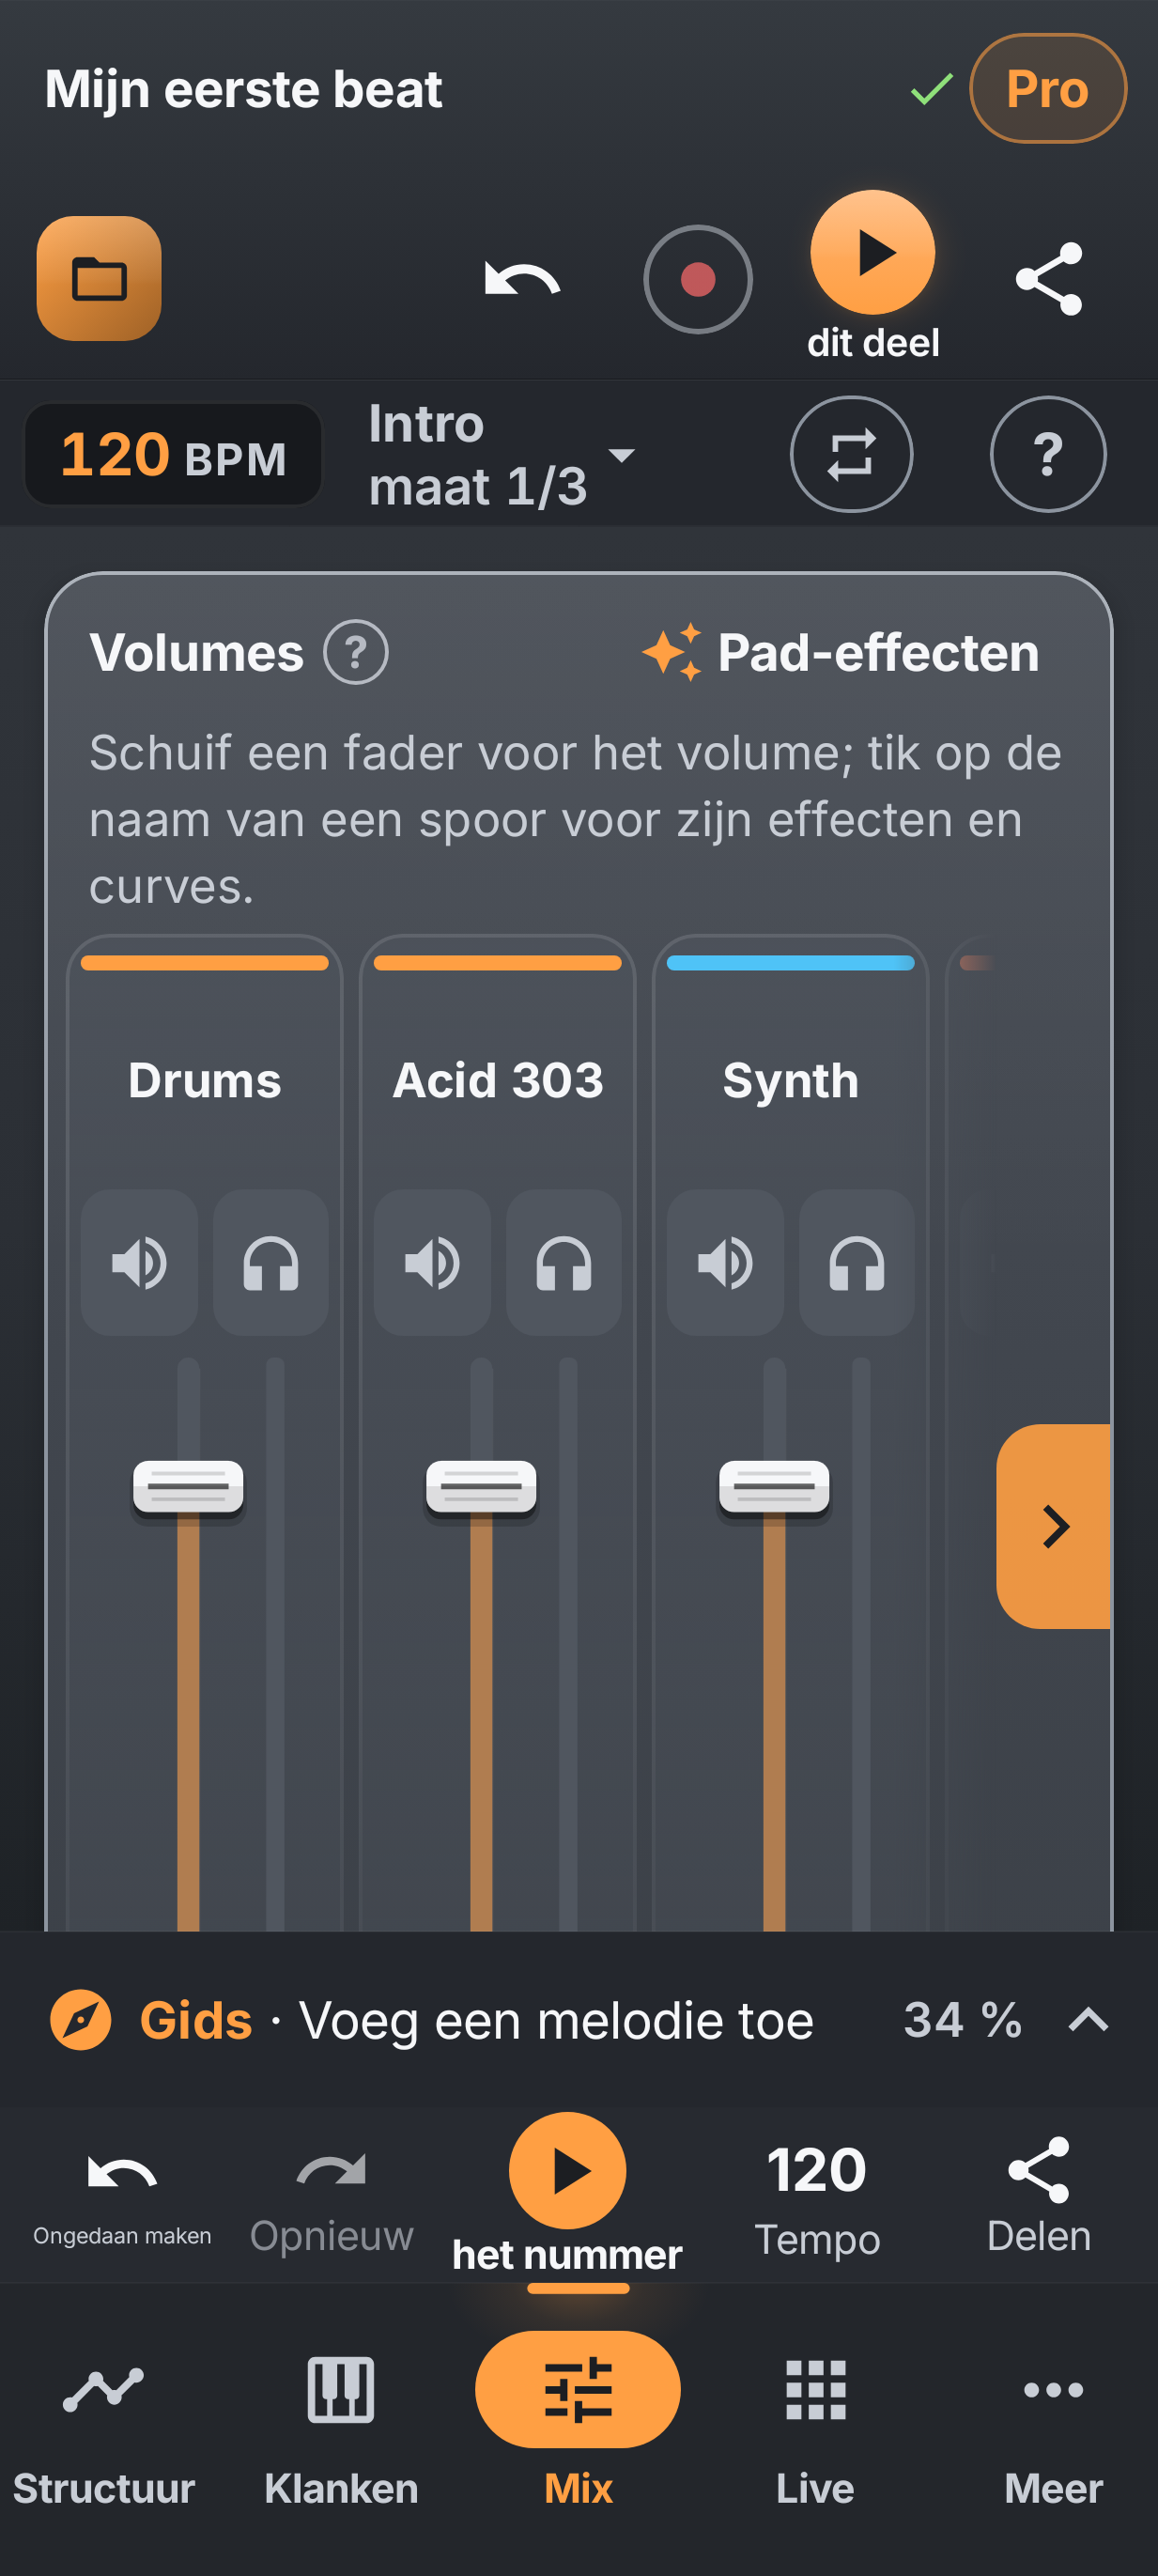 Mijn eerste beat
Pro
dit deel
120 BPM
Intro
maat 1/3
?
Volumes ?
Pad-effecten
Schuif een fader voor het volume; tik op de
naam van een spoor voor zijn effecten en
curves.
Drums
Acid 303
Synth
Gids · Voeg een melodie toe
34 %
Ongedaan maken
Opnieuw
het nummer
120
Tempo
Delen
Structuur
Klanken
Mix
Live
Meer